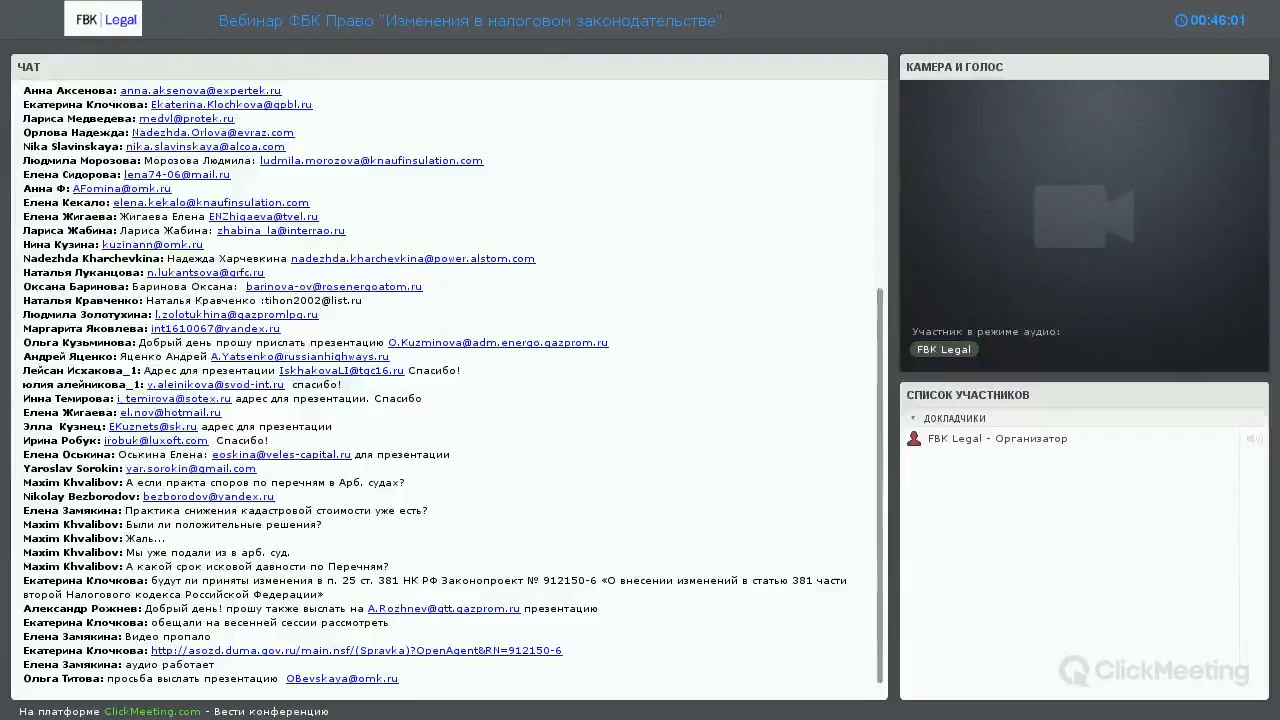 FBK Legal
Вебинар ФБК Право "Изменения в налоговом законодательстве"
00:46:01
ЧАТ
Анна Аксенова: anna.aksenova@expertek.ru
Екатерина Клочкова: Ekaterina.Klochkova@gpbl.ru
Лариса Медведева: medvl@protek.ru
Орлова Надежда: Nadezhda.Orlova@evraz.com
Nika Slavinskaya: nika.slavinskaya@alcoa.com
Людмила Морозова: Морозова Людмила: ludmila.morozova@knaufinsulation.com
Елена Сидорова: lena74-06@mail.ru
Анна Ф: AFomina@omk.ru
Елена Кекало: elena.kekalo@knaufinsulation.com
Елена Жигаева: Жигаева Елена ENZhigaeva@tvel.ru
Лариса Жабина: Лариса Жабина: zhabina_la@interrao.ru
Нина Кузина: kuzinann@omk.ru
Nadezhda Kharchevkina: Надежда Харчевкина nadezhda.kharchevkina@power.alstom.com
Наталья Луканцова: n.lukantsova@grfc.ru
Оксана Баринова: Баринова Оксана: barinova-ov@rosenergoatom.ru
Наталья Кравченко: Наталья Кравченко :tihon2002@list.ru
Людмила Золотухина: l.zolotukhina@gazpromlpg.ru
Маргарита Яковлева: int1610067@yandex.ru
Ольга Кузьминова: Добрый день прошу прислать презентацию O.Kuzminova@adm.energo.gazprom.ru
Андрей Яценко: Яценко Андрей A.Yatsenko@russianhighways.ru
Лейсан Исхакова_1: Адрес для презентации IskhakovaLI@tgc16.ru Спасибо!
юлия алейникова_1: y.aleinikova@svod-int.ru спасибо!
Инна Темирова: i_temirova@sotex.ru адрес для презентации. Спасибо
Елена Жигаева: el.nov@hotmail.ru
Элла Кузнец: EKuznets@sk.ru адрес для презентации
Ирина Робук: irobuk@luxoft.com Спасибо!
Елена Оськина: Оськина Елена: eoskina@veles-capital.ru для презентации
Yaroslav Sorokin: yar.sorokin@gmail.com
Maxim Khvalibov: А если практа споров по перечням в Арб. судах?
Nikolay Bezborodov: bezborodov@yandex.ru
Елена Замякина: Практика снижения кадастровой стоимости уже есть?
Maxim Khvalibov: Были ли положительные решения?
Maxim Khvalibov: Жаль...
Maxim Khvalibov: Мы уже подали из в арб. суд.
Maxim Khvalibov: А какой срок исковой давности по Перечням?
Екатерина Клочкова: будут ли приняты изменения в п. 25 ст. 381 НК РФ Законопроект № 912150-6 «О внесении изменений в статью 381 части
второй Налогового кодекса Российской Федерации»
Александр Рожнев: Добрый день! прошу также выслать на A.Rozhnev@gtt.gazprom.ru презентацию
Екатерина Клочкова: обещали на весенней сессии рассмотреть
Елена Замякина: Видео пропало
Екатерина Клочкова: http://asozd.duma.gov.ru/main.nsf/(Spravka)?OpenAgent&RN=912150-6
Елена Замякина: аудио работает
Ольга Титова: просьба выслать презентацию OBevskaya@omk.ru
КАМЕРА И ГОЛОС
Участник в режиме аудио:
FBK Legal
СПИСОК УЧАСТНИКОВ
ДОКЛАДЧИКИ
FBK Legal - Организатор
ClickMeeting
На платформе ClickMeeting.com - Вести конференцию